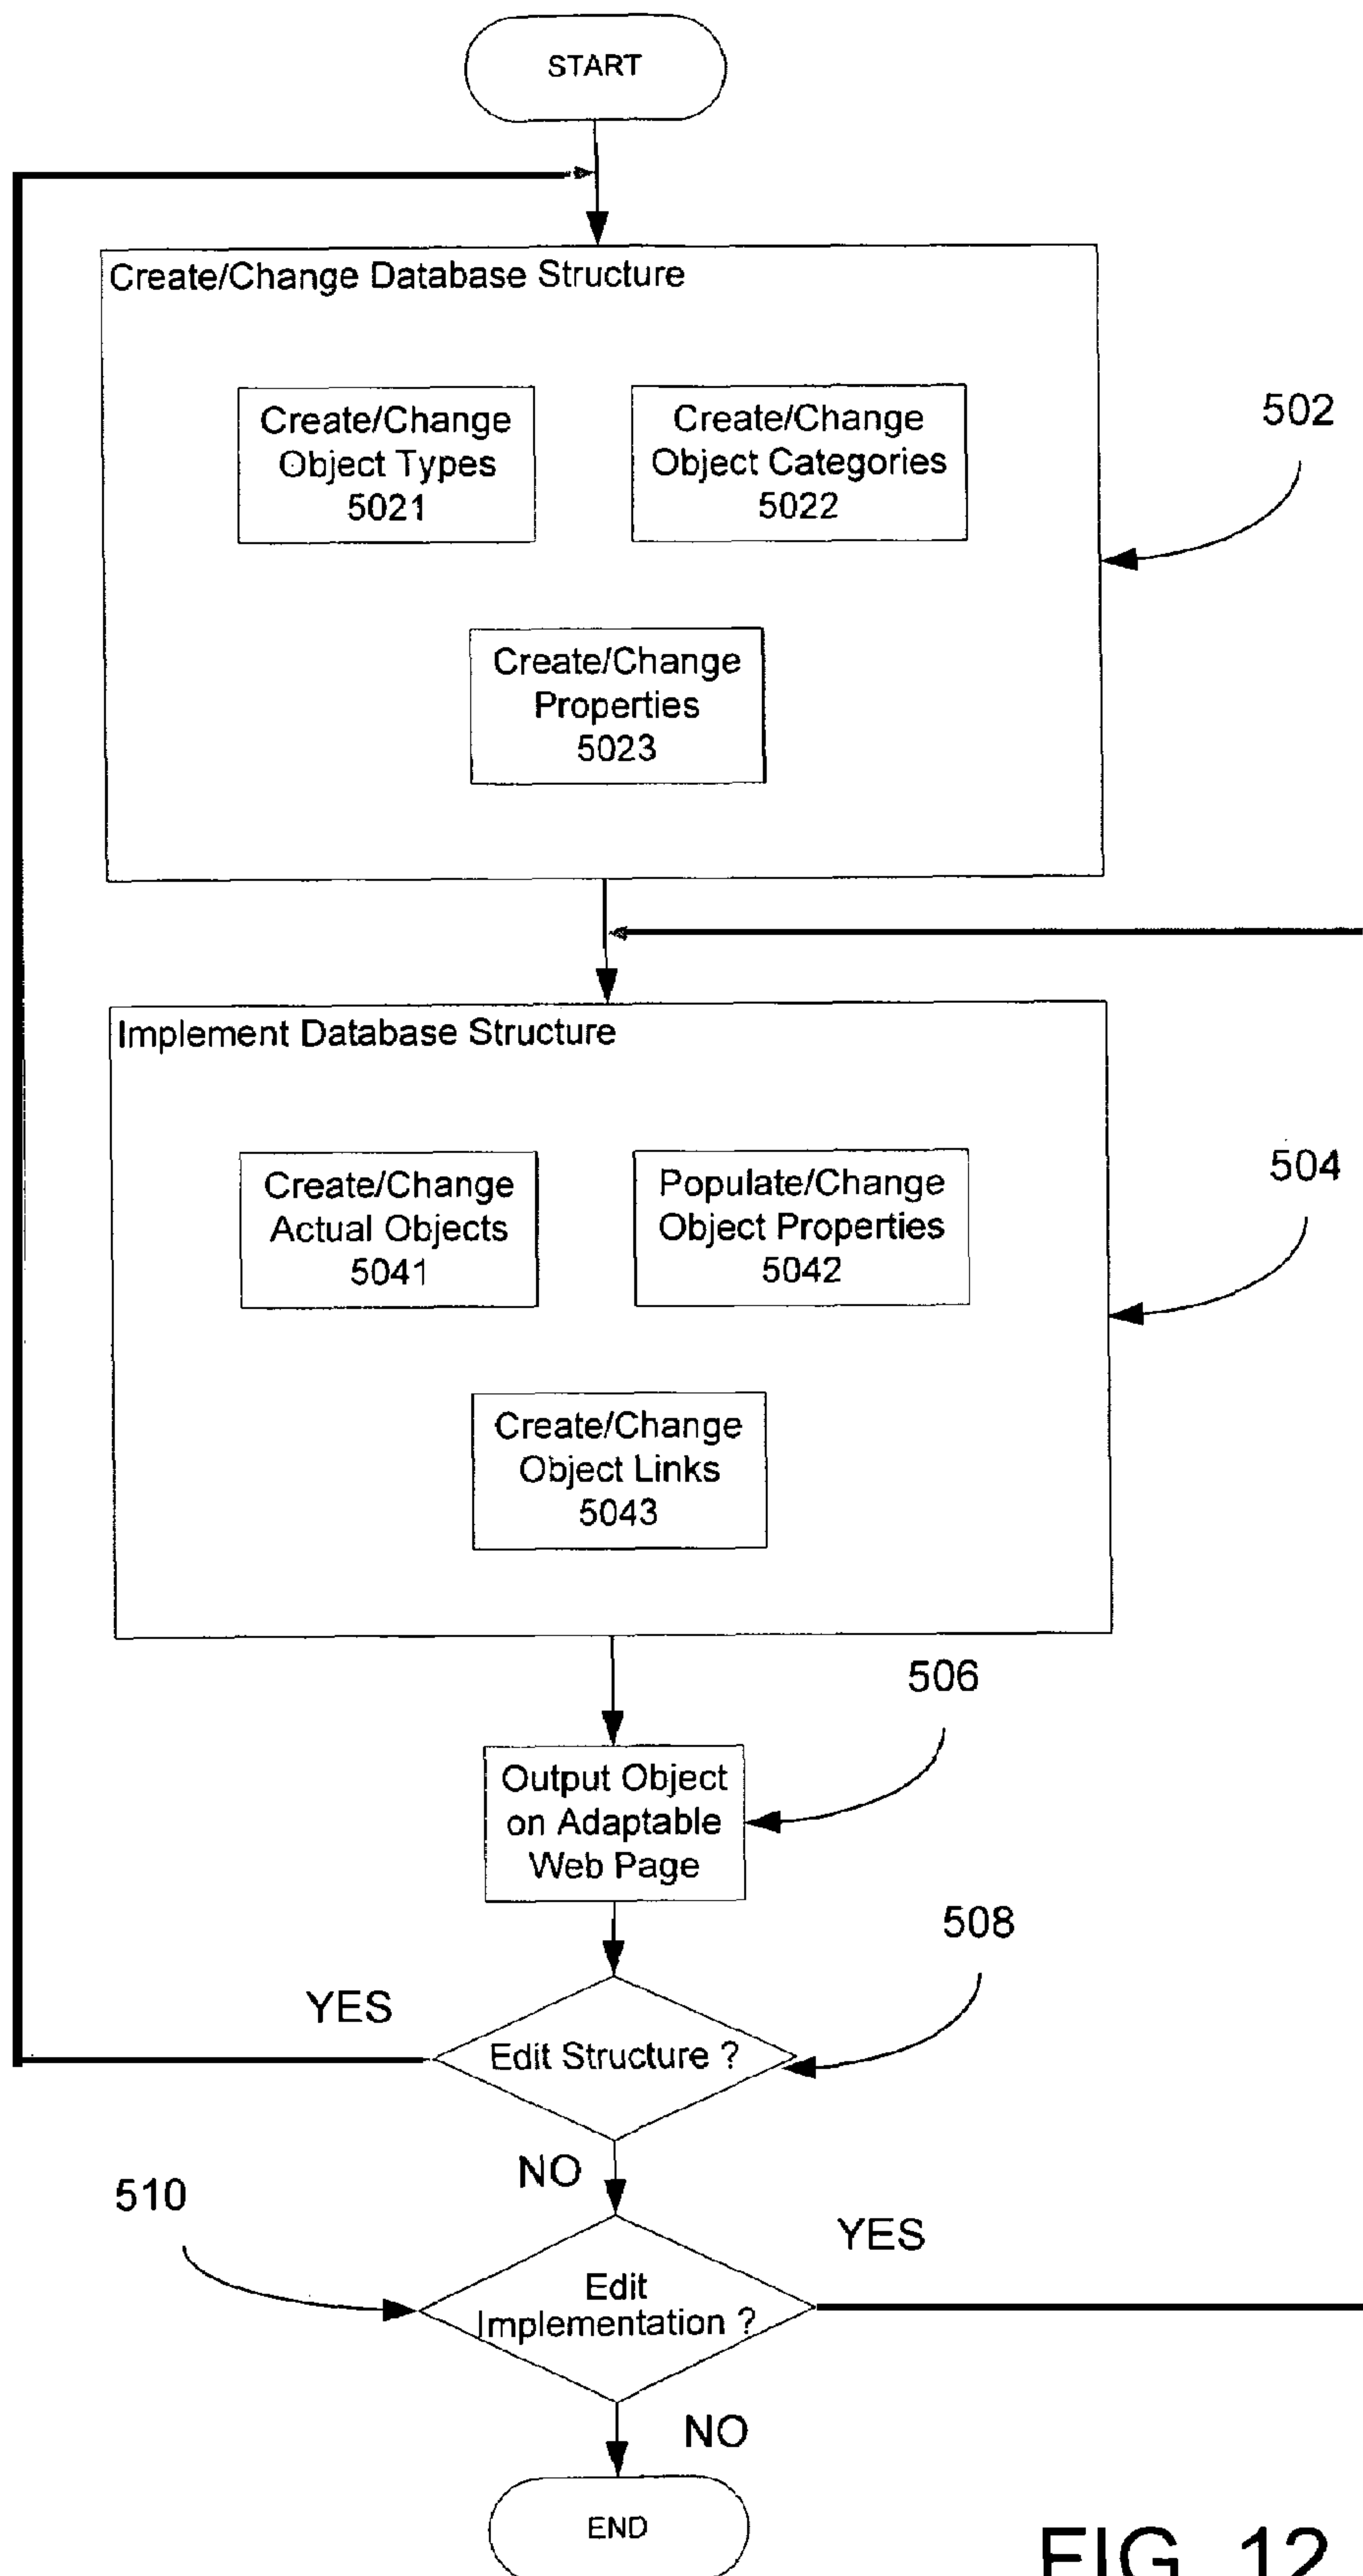 START
Create/Change Database Structure
Create/Change
Object Types
5021
Create/Change
Object Categories
5022
502
Create/Change
Properties
5023
Implement Database Structure
Create/Change
Actual Objects
5041
Populate/Change
Object Properties
5042
504
Create/Change
Object Links
5043
506
Output Object
on Adaptable
Web Page
508
YES
Edit Structure ?
NO
510
YES
Edit
Implementation ?
NO
END
FIG. 12